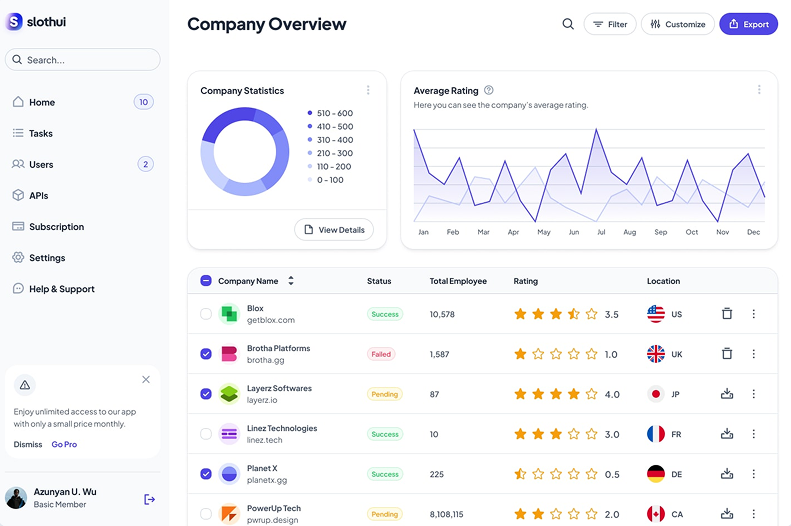 slothui
Search...
Home 10
Tasks
Users 2
APIs
Subscription
Settings
Help & Support
Enjoy unlimited access to our app
with only a small price monthly.
Dismiss Go Pro
Azunyan U. Wu
Basic Member
Company Overview
Filter Customize Export
Company Statistics
510 - 600
410 - 500
310 - 400
210 - 300
110 - 200
0 - 100
View Details
Average Rating
Here you can see the company's average rating.
Jan Feb Mar Apr May Jun Jul Aug Sep Oct Nov Dec
Company Name Status Total Employee Rating Location
Blox
getblox.com
Success 10,578 3.5 US
Brotha Platforms
brotha.gg
Failed 1,587 1.0 UK
Layerz Softwares
layerz.io
Pending 87 4.0 JP
Linez Technologies
linez.tech
Success 10 3.0 FR
Planet X
planetx.gg
Success 225 0.5 DE
PowerUp Tech
pwrup.design
Pending 8,108,115 2.0 CA